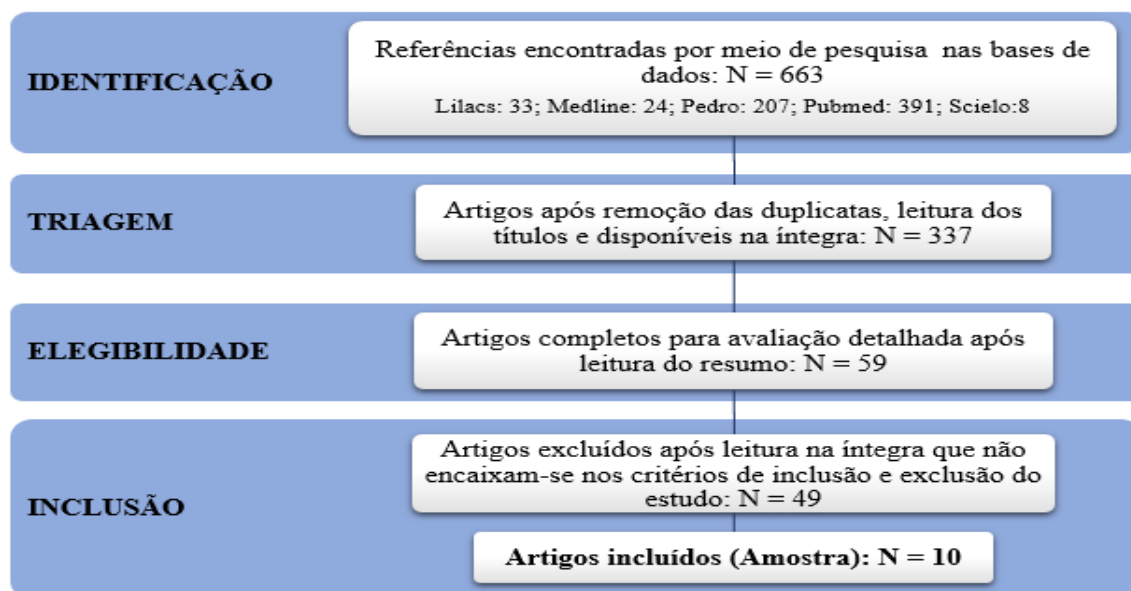 IDENTIFICAÇÃO
Referências encontradas por meio de pesquisa nas bases de
dados: N = 663
Lilacs: 33; Medline: 24; Pedro: 207; Pubmed: 391; Scielo:8
TRIAGEM
Artigos após remoção das duplicatas, leitura dos
títulos e disponíveis na íntegra: N = 337
ELEGIBILIDADE
Artigos completos para avaliação detalhada após
leitura do resumo: N = 59
INCLUSÃO
Artigos excluídos após leitura na íntegra que não
encaixam-se nos critérios de inclusão e exclusão do
estudo: N = 49
Artigos incluídos (Amostra): N = 10